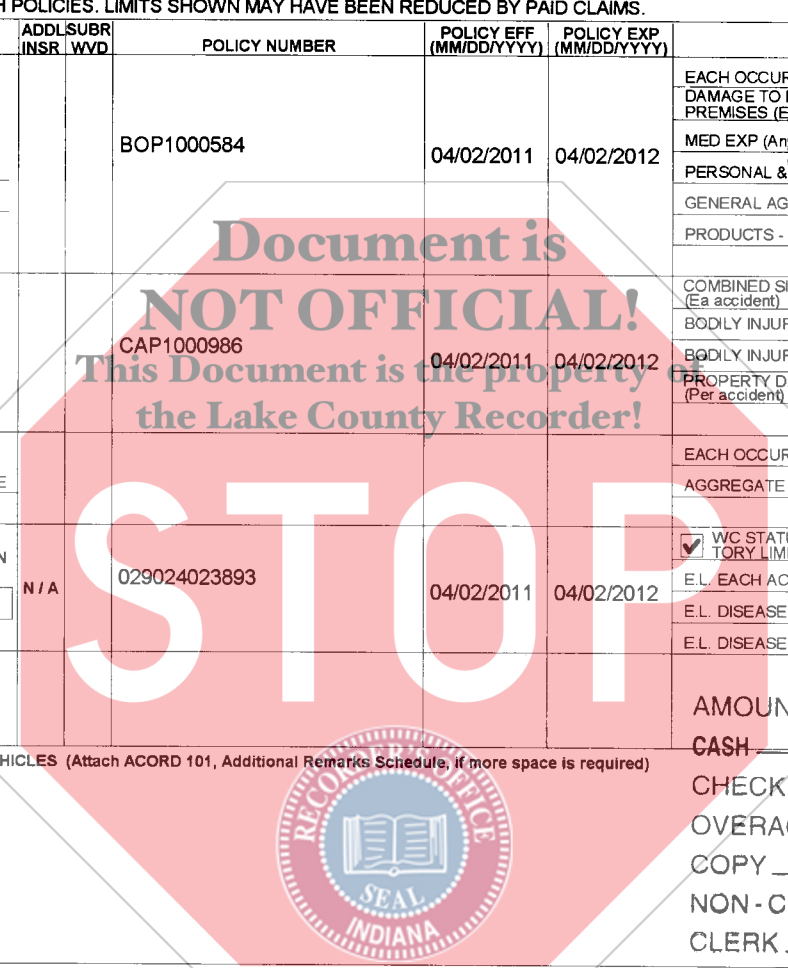 H POLICIES. LIMITS SHOWN MAY HAVE BEEN REDUCED BY PAID CLAIMS.
ADDL SUBR
INSR WVD
POLICY NUMBER
POLICY EFF
(MM/DD/YYYY)
POLICY EXP
(MM/DD/YYYY)
EACH OCCUR
DAMAGE TO
PREMISES (E
BOP1000584
04/02/2011
04/02/2012
MED EXP (An
PERSONAL &
GENERAL AG
PRODUCTS -
Document is
NOT OFFICIAL!
This Document is the property of
the Lake County Recorder!
CAP1000986
04/02/2011
04/02/2012
COMBINED SI
(Ea accident)
BODILY INJUR
BODILY INJUR
PROPERTY D
(Per accident)
EACH OCCUR
AGGREGATE
E
STOP
N
N / A
029024023893
04/02/2011
04/02/2012
WC STATU
TORY LIMI
E.L. EACH AC
E.L. DISEASE
E.L. DISEASE
HICLES (Attach ACORD 101, Additional Remarks Schedule, if more space is required)
AMOUN
CASH
CHECK
OVERAG
COPY
NON - C
CLERK
RECORDER'S OFFICE
SEAL
INDIANA